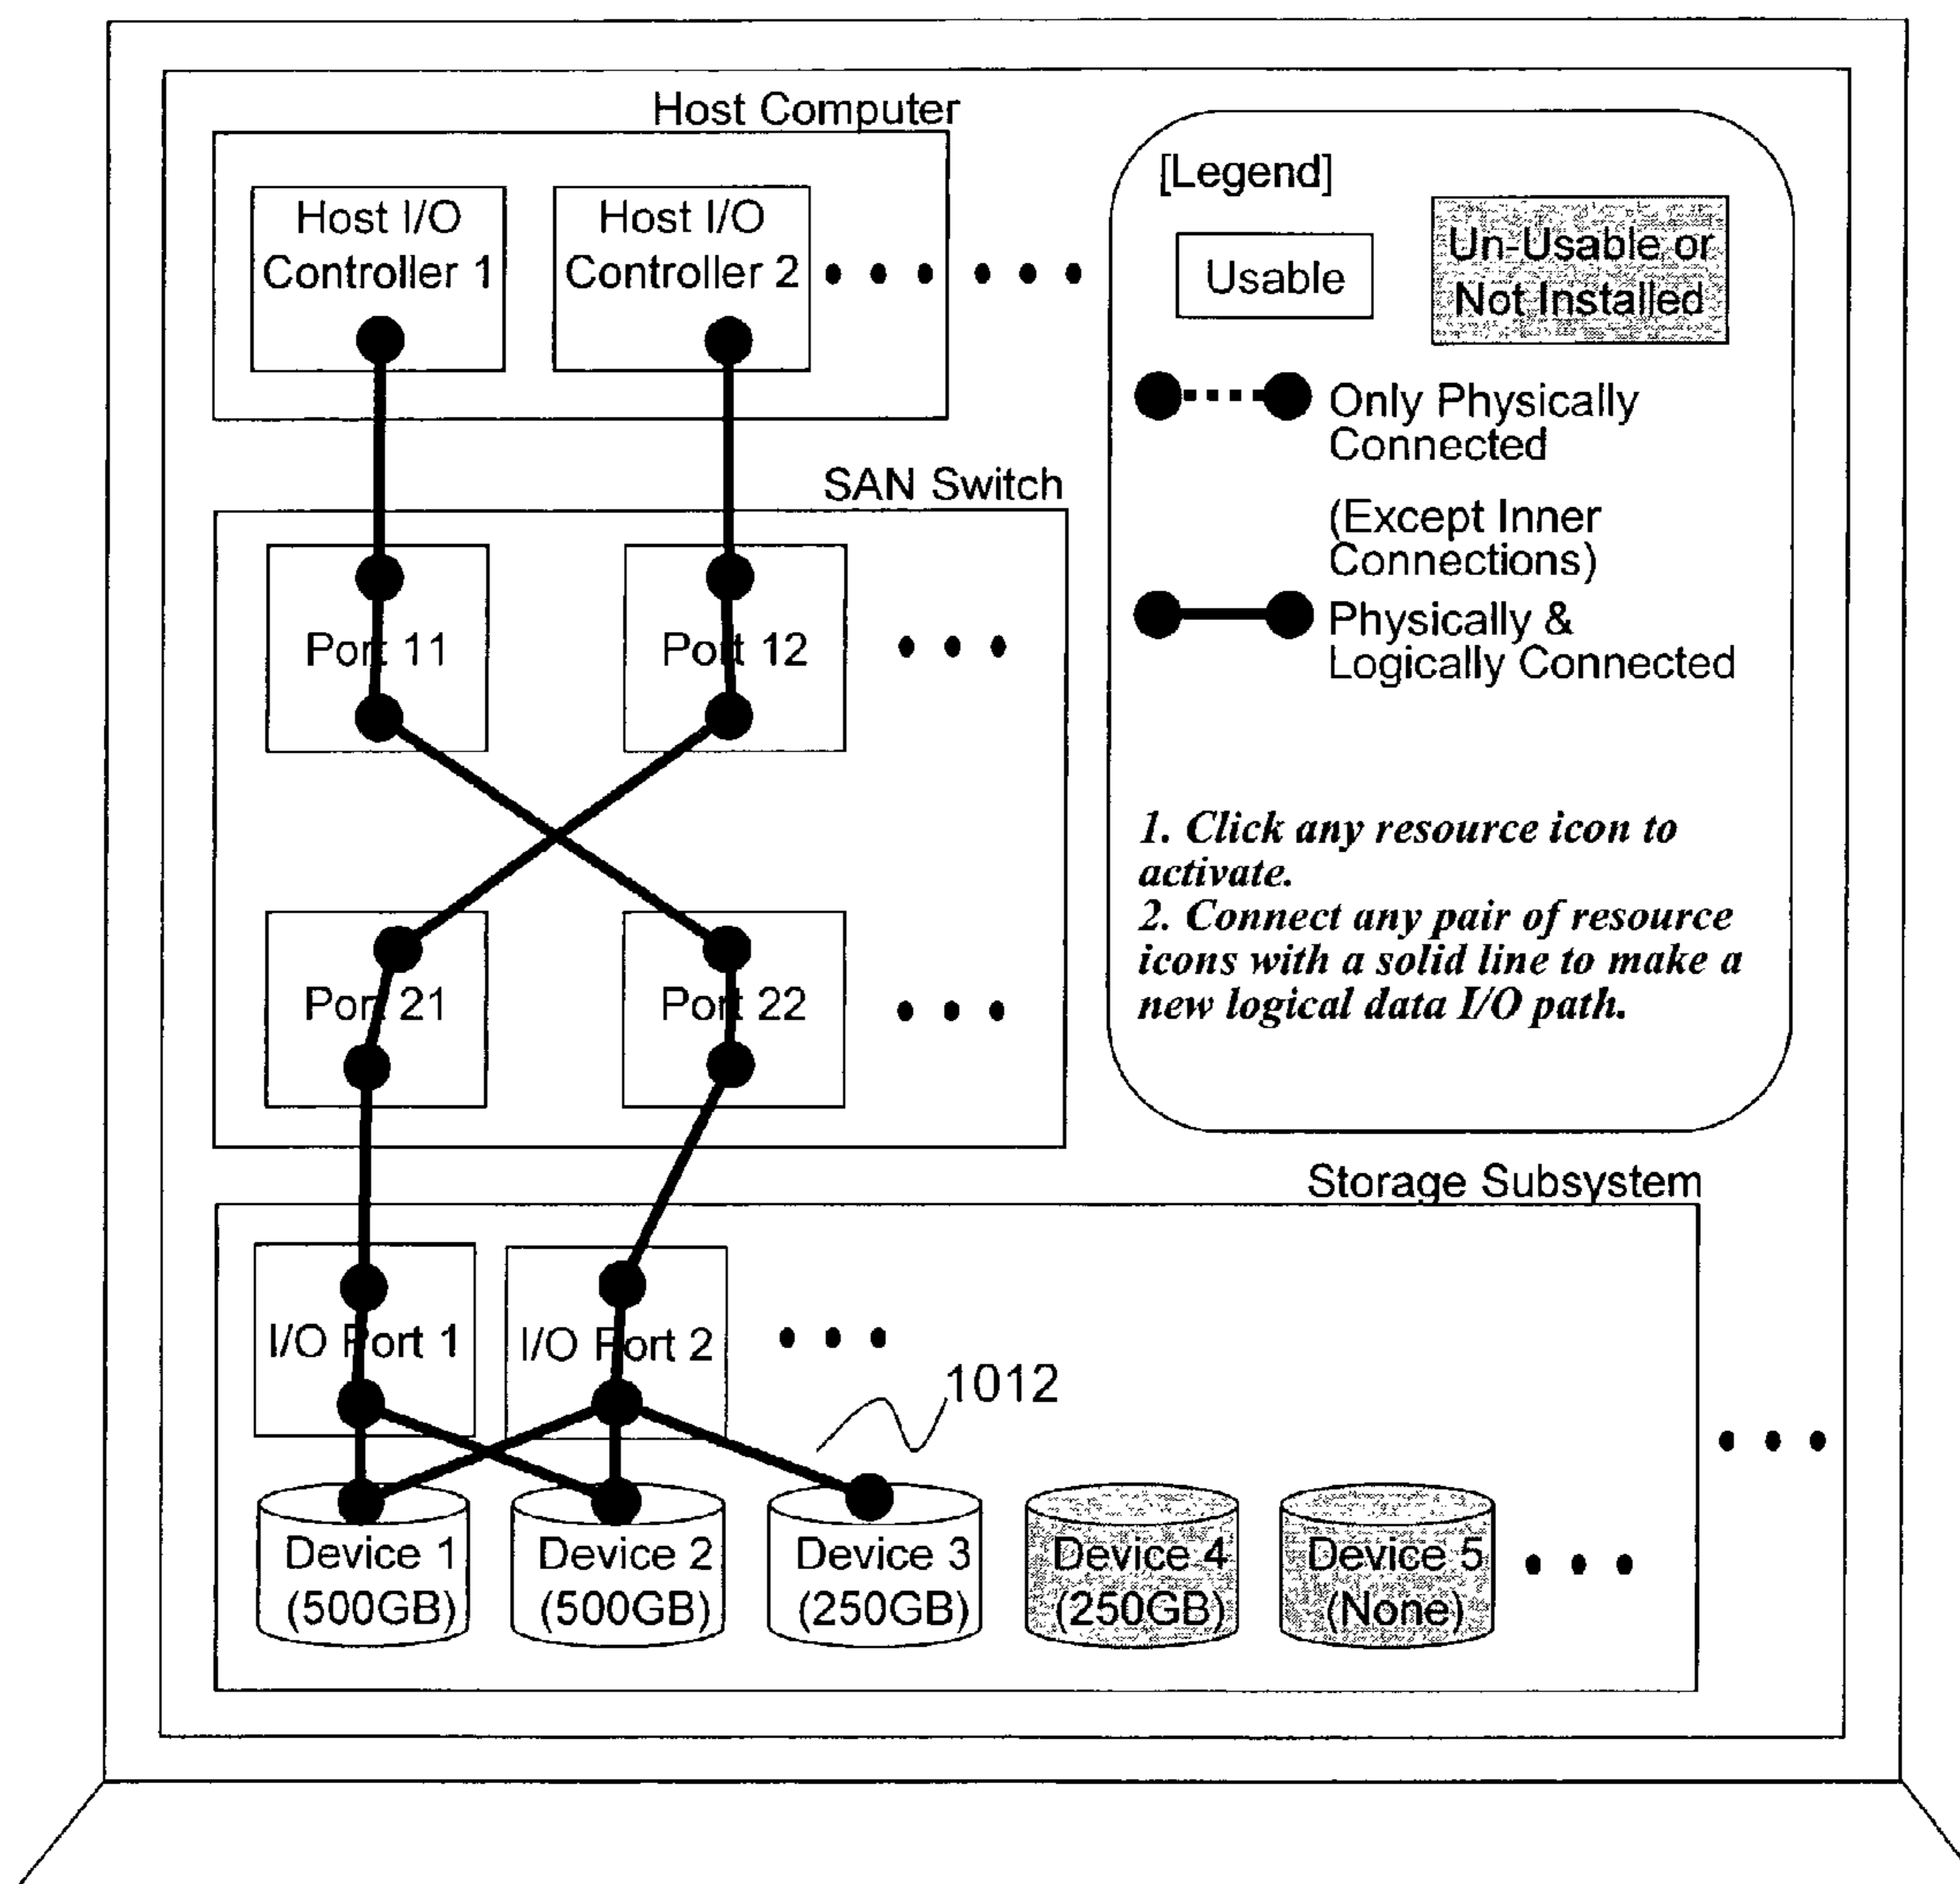 Host Computer
Host I/O
Controller 1
Host I/O
Controller 2
SAN Switch
Port 11
Port 12
Port 21
Port 22
[Legend]
Usable
Un-Usable or
Not Installed
Only Physically
Connected
(Except Inner
Connections)
Physically &
Logically Connected
1. Click any resource icon to
activate.
2. Connect any pair of resource
icons with a solid line to make a
new logical data I/O path.
Storage Subsystem
I/O Port 1
I/O Port 2
1012
Device 1
(500GB)
Device 2
(500GB)
Device 3
(250GB)
Device 4
(250GB)
Device 5
(None)